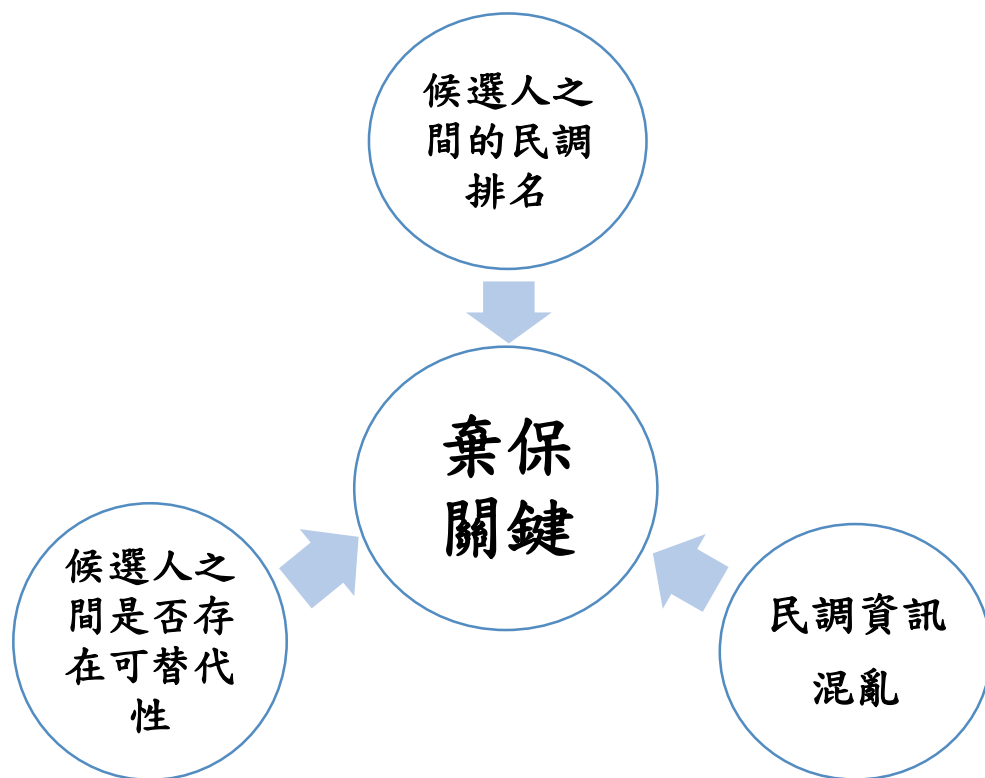 候選人之
間的民調
排名
棄保
關鍵
候選人之
間是否存
在可替代
性
民調資訊
混亂